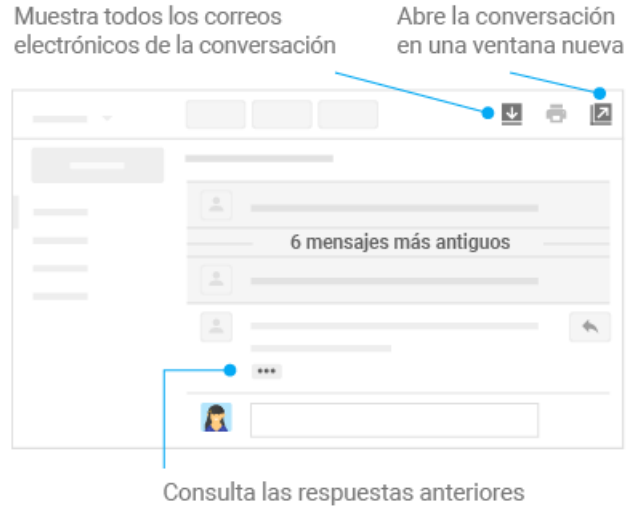 Muestra todos los correos
electrónicos de la conversación
Abre la conversación
en una ventana nueva
6 mensajes más antiguos
Consulta las respuestas anteriores